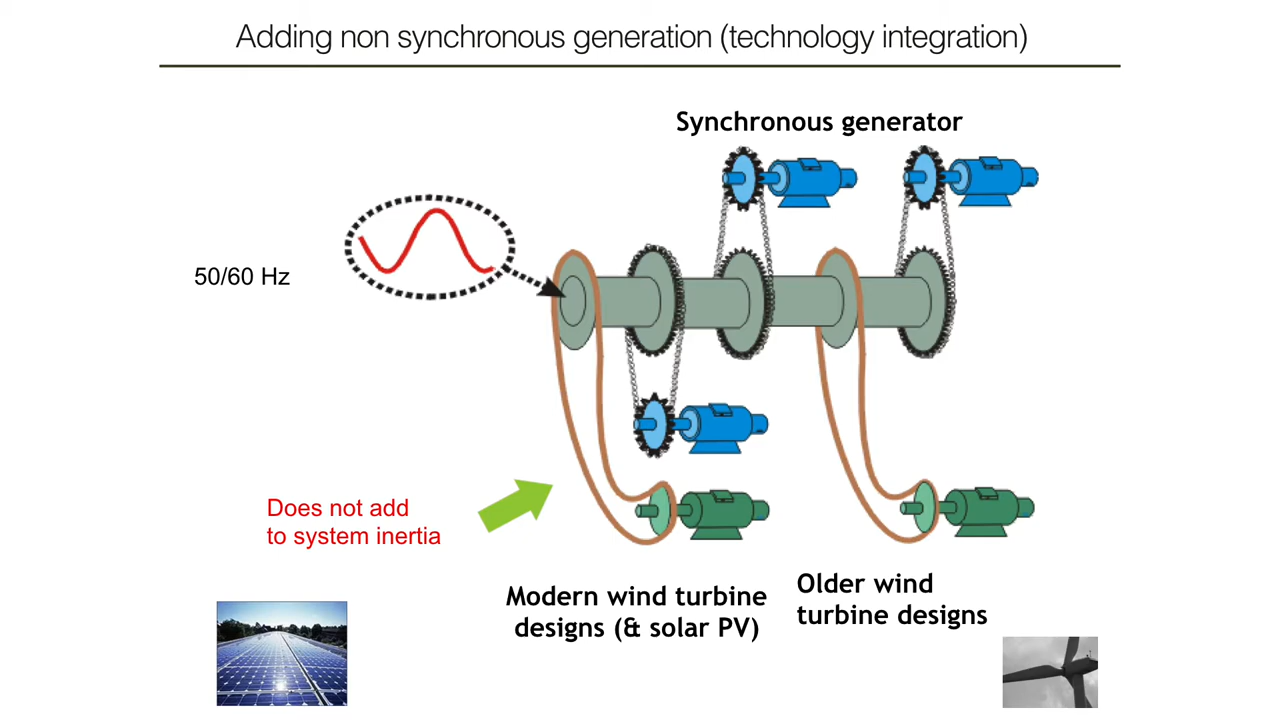 Adding non synchronous generation (technology integration)
Synchronous generator
50/60 Hz
Does not add
to system inertia
Modern wind turbine
designs (& solar PV)
Older wind
turbine designs